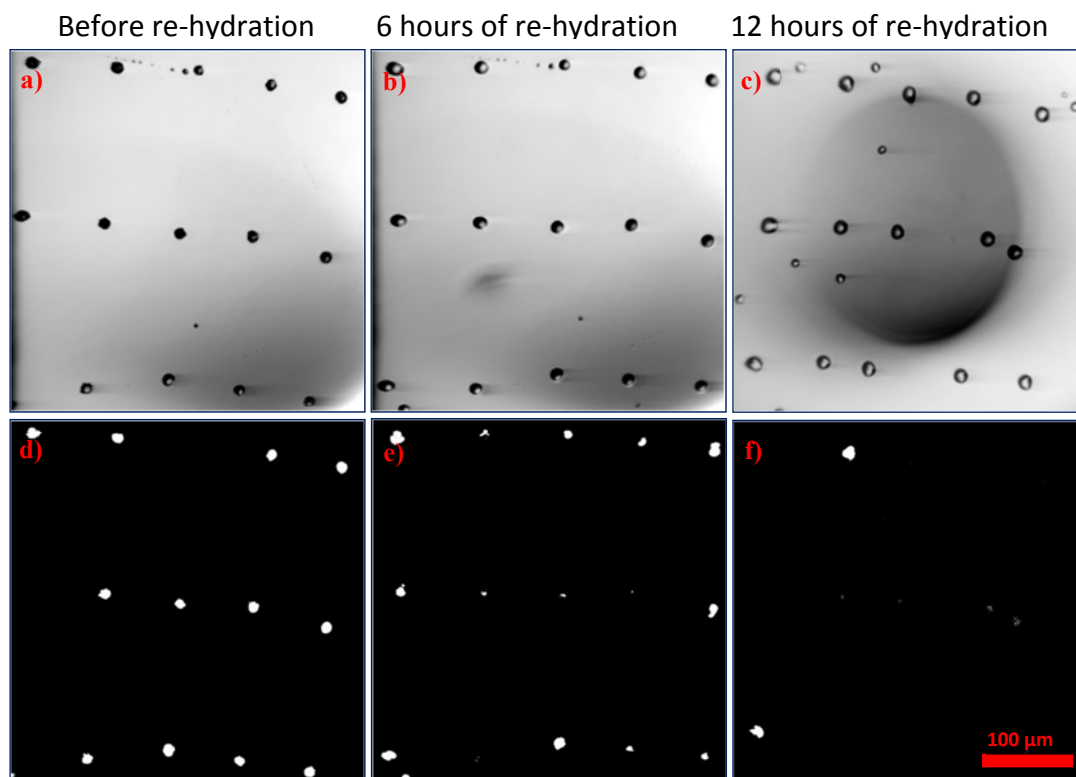 Before re-hydration
6 hours of re-hydration
12 hours of re-hydration
a)
b)
c)
d)
e)
f)
100 µm